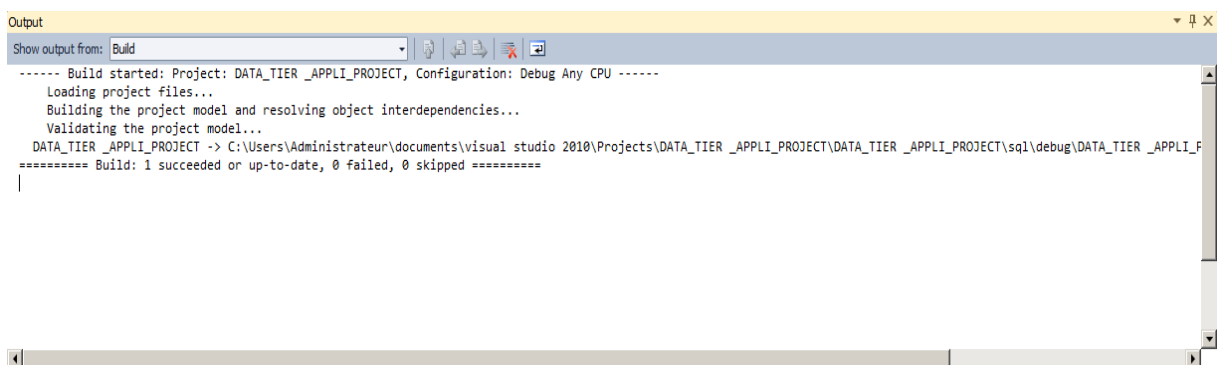 Output
Show output from: Build
------ Build started: Project: DATA_TIER _APPLI_PROJECT, Configuration: Debug Any CPU ------
Loading project files...
Building the project model and resolving object interdependencies...
Validating the project model...
DATA_TIER _APPLI_PROJECT -> C:\Users\Administrateur\documents\visual studio 2010\Projects\DATA_TIER _APPLI_PROJECT\DATA_TIER _APPLI_PROJECT\sql\debug\DATA_TIER _APPLI_P
========== Build: 1 succeeded or up-to-date, 0 failed, 0 skipped ==========